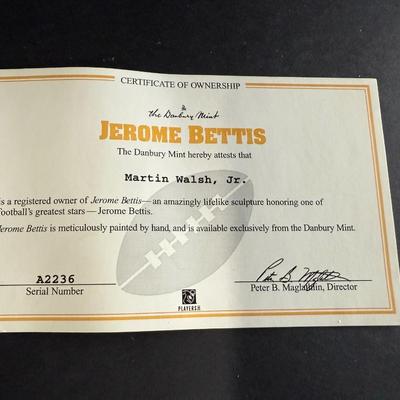 CERTIFICATE OF OWNERSHIP
the Danbury Mint
JEROME BETTIS
The Danbury Mint hereby attests that
Martin Walsh, Jr.
is a registered owner of Jerome Bettis—an amazingly lifelike sculpture honoring one of
football's greatest stars—Jerome Bettis.
Jerome Bettis is meticulously painted by hand, and is available exclusively from the Danbury Mint.
A2236
Serial Number
Peter B. Maglathlin, Director
PLAYERS INC